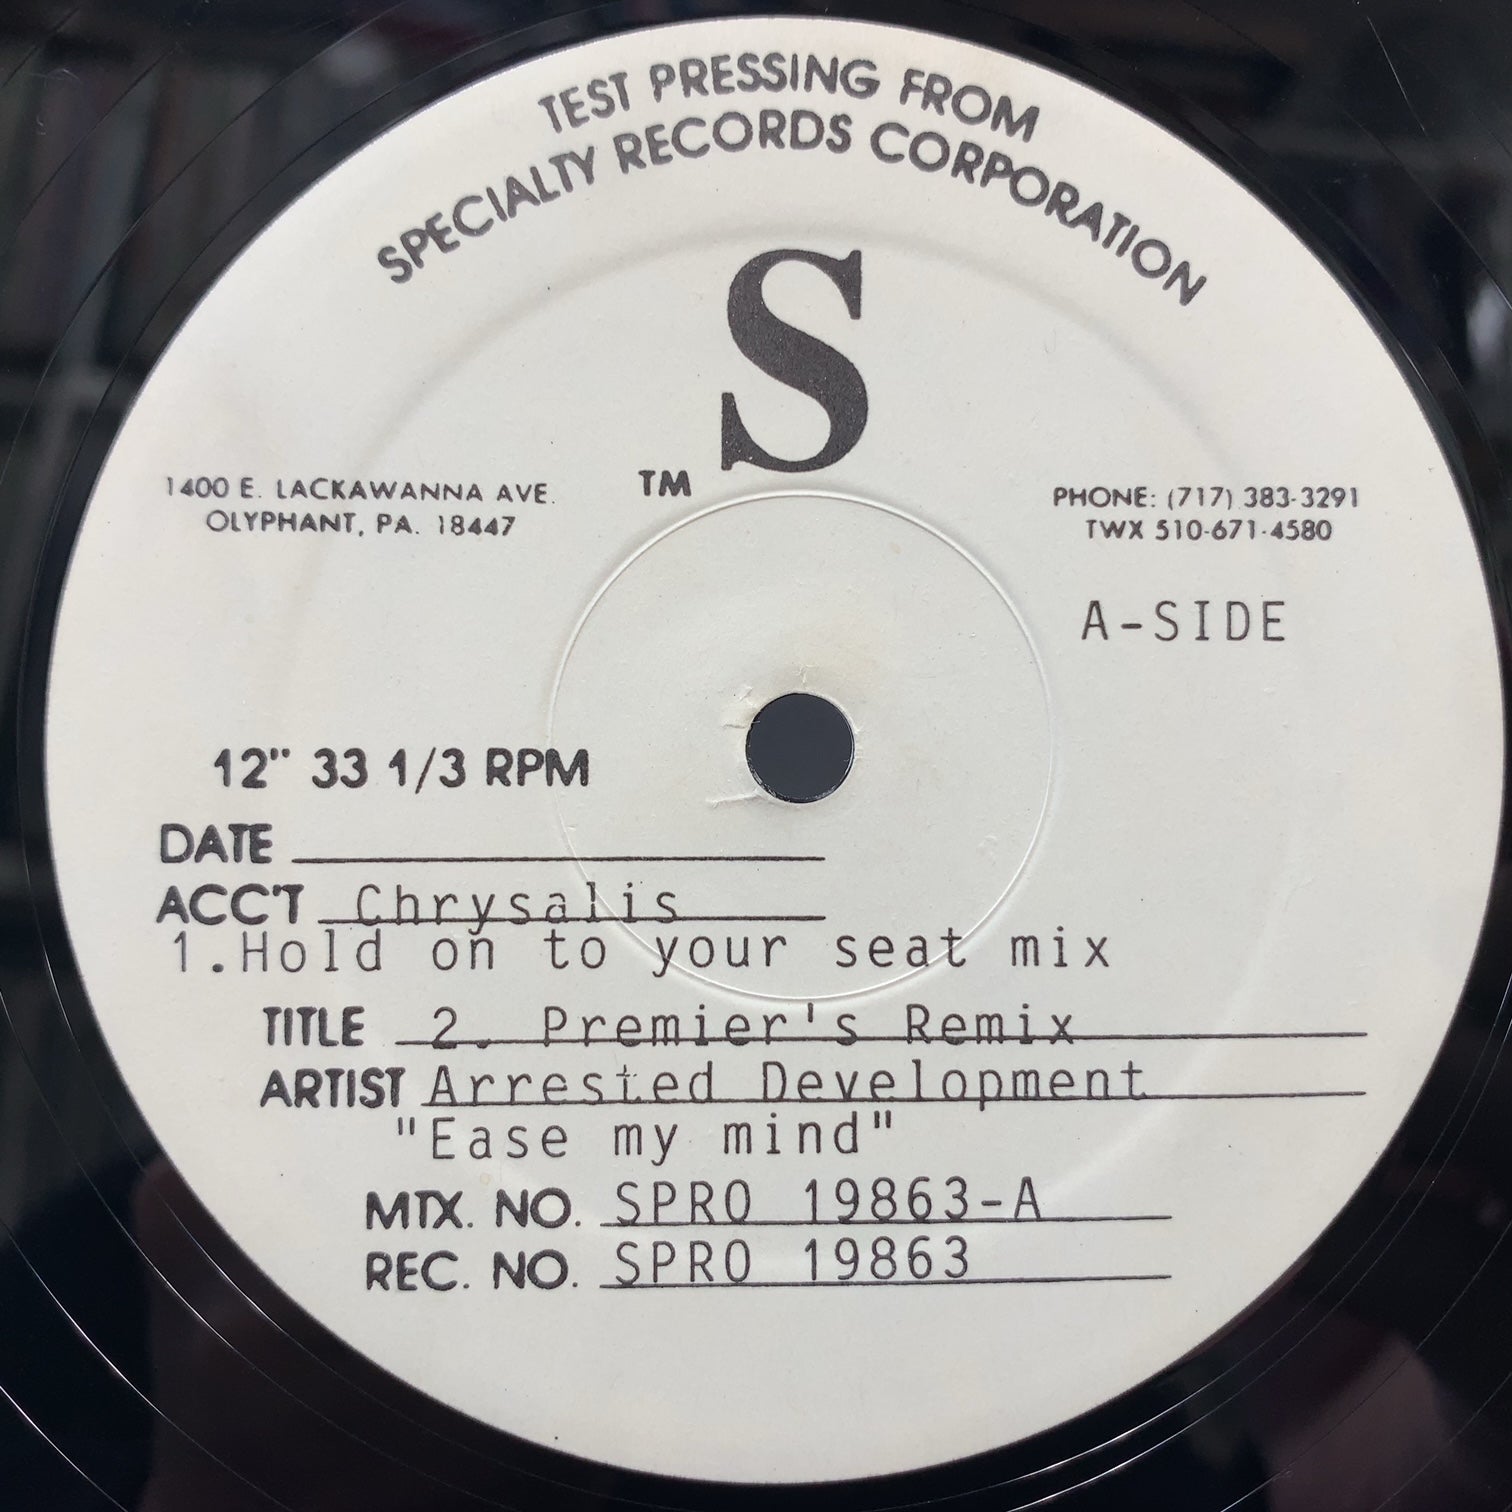 TEST PRESSING FROM
SPECIALTY RECORDS CORPORATION
S
TM
1400 E. LACKAWANNA AVE.
OLYPHANT, PA. 18447
PHONE: (717) 383-3291
TWX 510-671-4580
A-SIDE
12" 33 1/3 RPM
DATE
ACC'T Chrysalis
1.Hold on to your seat mix
TITLE 2. Premier's Remix
ARTIST Arrested Development
"Ease my mind"
MTX. NO. SPRO 19863-A
REC. NO. SPRO 19863